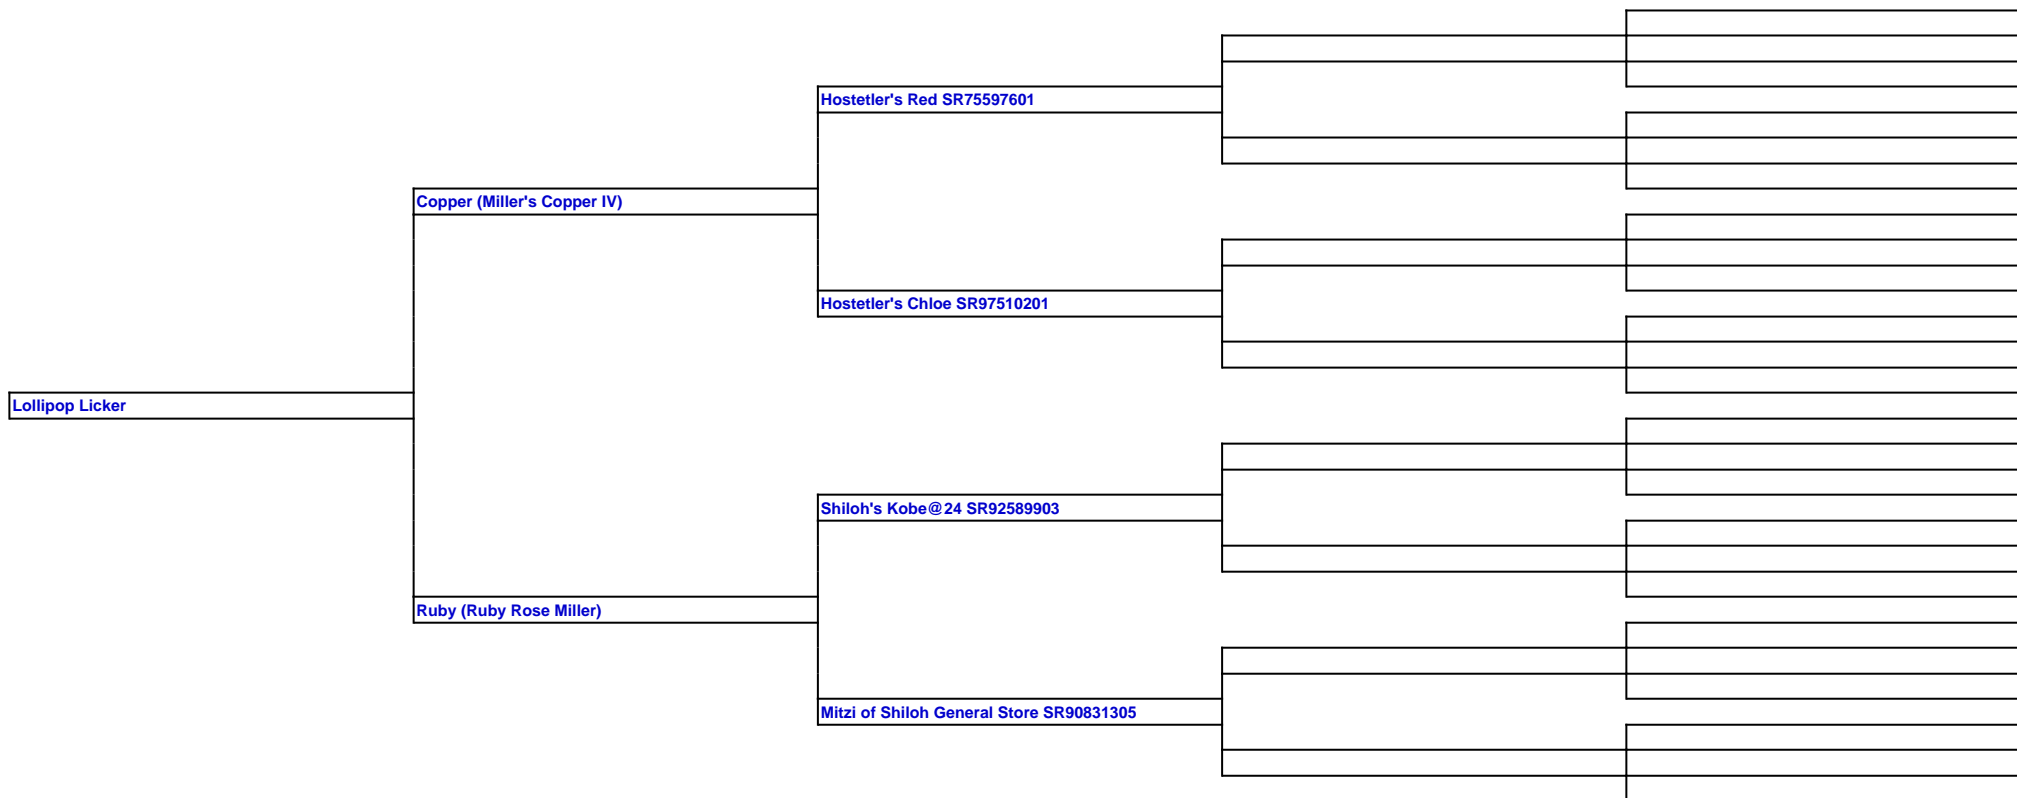 Hostetler's Red SR75597601
Copper (Miller's Copper IV)
Hostetler's Chloe SR97510201
Lollipop Licker
Shiloh's Kobe@24 SR92589903
Ruby (Ruby Rose Miller)
Mitzi of Shiloh General Store SR90831305